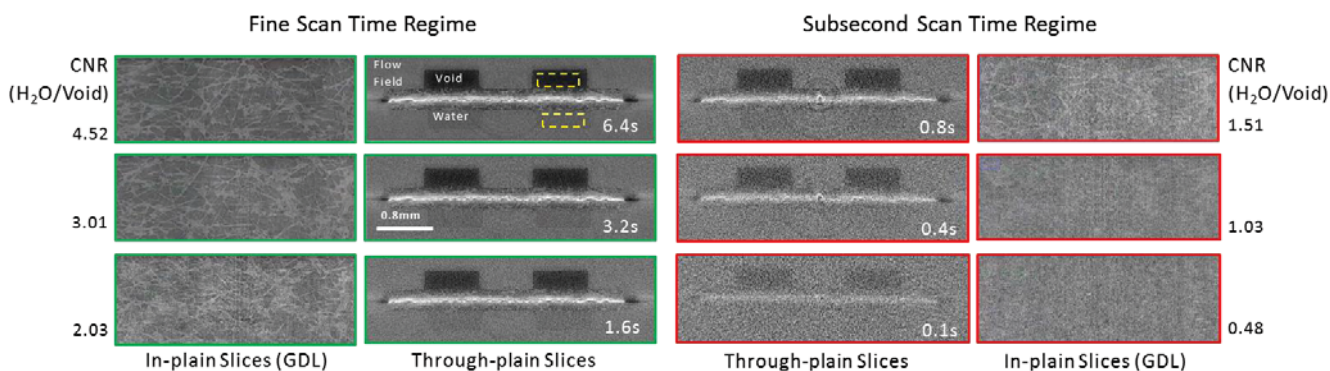 Fine Scan Time Regime
Subsecond Scan Time Regime
CNR
(H₂O/Void)
4.52
3.01
2.03
Flow
Field
Void
Water
6.4s
0.8mm
3.2s
1.6s
0.8s
0.4s
0.1s
CNR
(H₂O/Void)
1.51
1.03
0.48
In-plain Slices (GDL)
Through-plain Slices
Through-plain Slices
In-plain Slices (GDL)